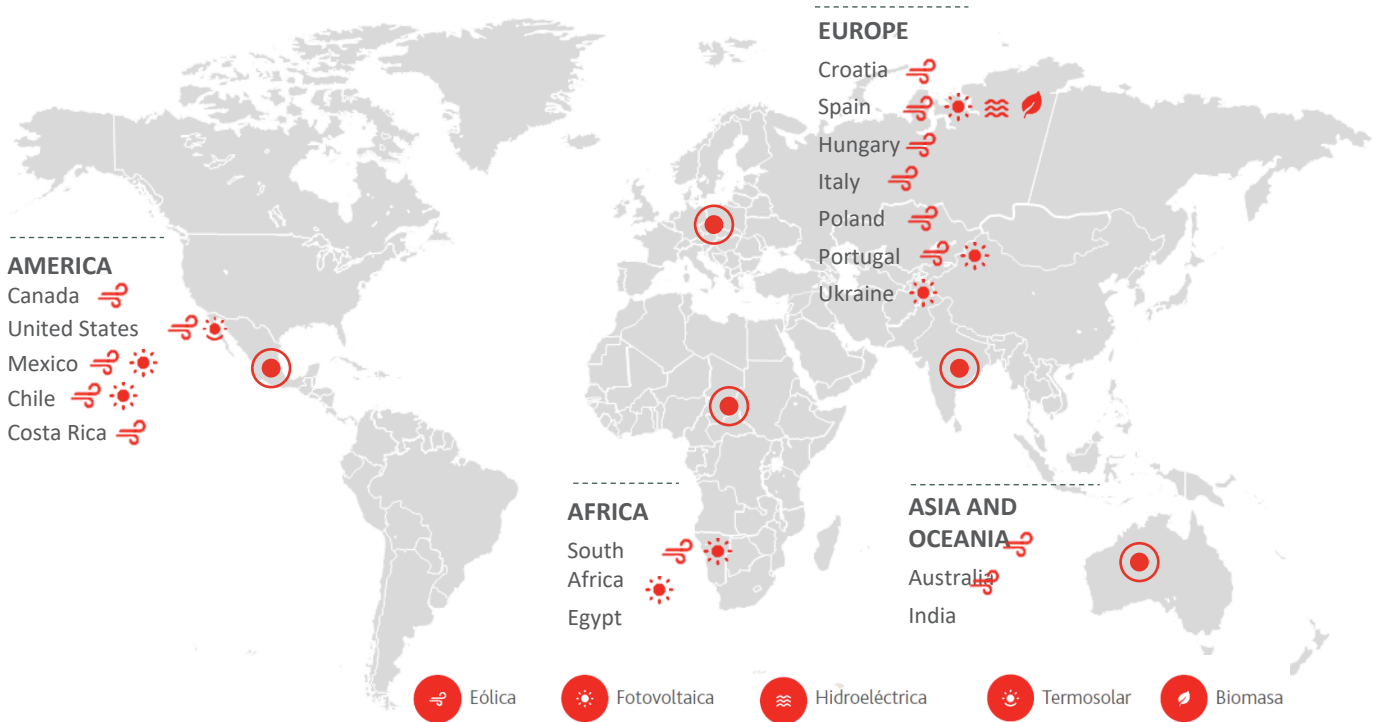 EUROPE
Croatia
Spain
Hungary
Italy
Poland
Portugal
Ukraine
AMERICA
Canada
United States
Mexico
Chile
Costa Rica
AFRICA
South
Africa
Egypt
ASIA AND
OCEANIA
Australia
India
Eólica
Fotovoltaica
Hidroeléctrica
Termosolar
Biomasa